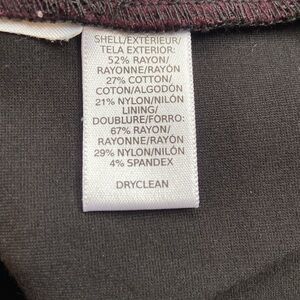 SHELL/EXTÉRIEUR/
TELA EXTERIOR:
52% RAYON/
RAYONNE/RAYÓN
27% COTTON/
COTON/ALGODÓN
21% NYLON/NILÓN
LINING/
DOUBLURE/FORRO:
67% RAYON/
RAYONNE/RAYÓN
29% NYLON/NILÓN
4% SPANDEX
DRYCLEAN